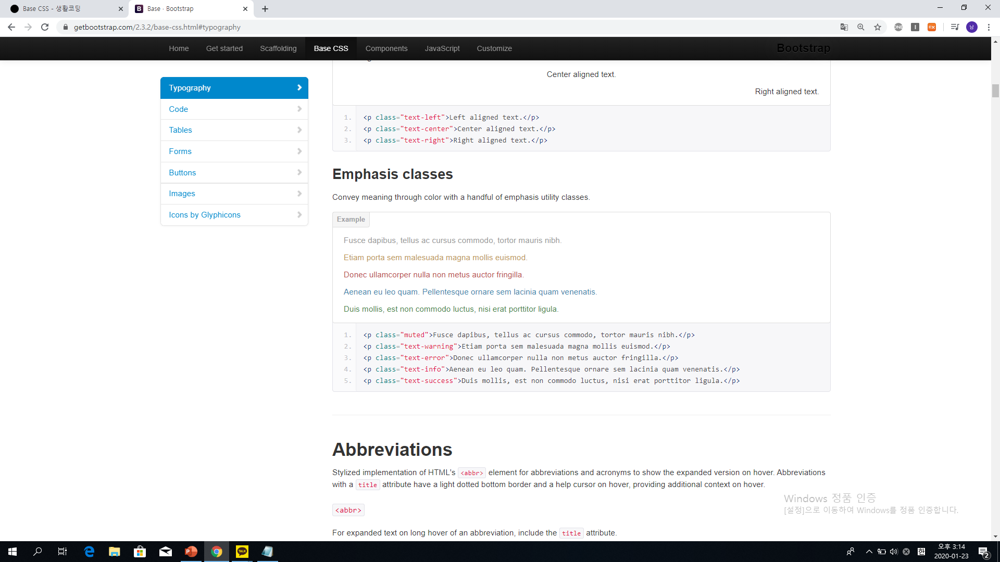 Base CSS - 생활코딩
Base · Bootstrap
getbootstrap.com/2.3.2/base-css.html#typography
남
Home Get started Scaffolding Base CSS Components JavaScript Customize Bootstrap
Typography
Code
Tables
Forms
Buttons
Images
Icons by Glyphicons
Center aligned text.
Right aligned text.
1. <p class="text-left">Left aligned text.</p>
2. <p class="text-center">Center aligned text.</p>
3. <p class="text-right">Right aligned text.</p>
Emphasis classes
Convey meaning through color with a handful of emphasis utility classes.
Example
Fusce dapibus, tellus ac cursus commodo, tortor mauris nibh.
Etiam porta sem malesuada magna mollis euismod.
Donec ullamcorper nulla non metus auctor fringilla.
Aenean eu leo quam. Pellentesque ornare sem lacinia quam venenatis.
Duis mollis, est non commodo luctus, nisi erat porttitor ligula.
1. <p class="muted">Fusce dapibus, tellus ac cursus commodo, tortor mauris nibh.</p>
2. <p class="text-warning">Etiam porta sem malesuada magna mollis euismod.</p>
3. <p class="text-error">Donec ullamcorper nulla non metus auctor fringilla.</p>
4. <p class="text-info">Aenean eu leo quam. Pellentesque ornare sem lacinia quam venenatis.</p>
5. <p class="text-success">Duis mollis, est non commodo luctus, nisi erat porttitor ligula.</p>
Abbreviations
Stylized implementation of HTML's <abbr> element for abbreviations and acronyms to show the expanded version on hover. Abbreviations
with a title attribute have a light dotted bottom border and a help cursor on hover, providing additional context on hover.
<abbr>
For expanded text on long hover of an abbreviation, include the title attribute.
Windows 정품 인증
[설정]으로 이동하여 Windows를 정품 인증합니다.
TALK
한
오후 3:14
2020-01-23
2